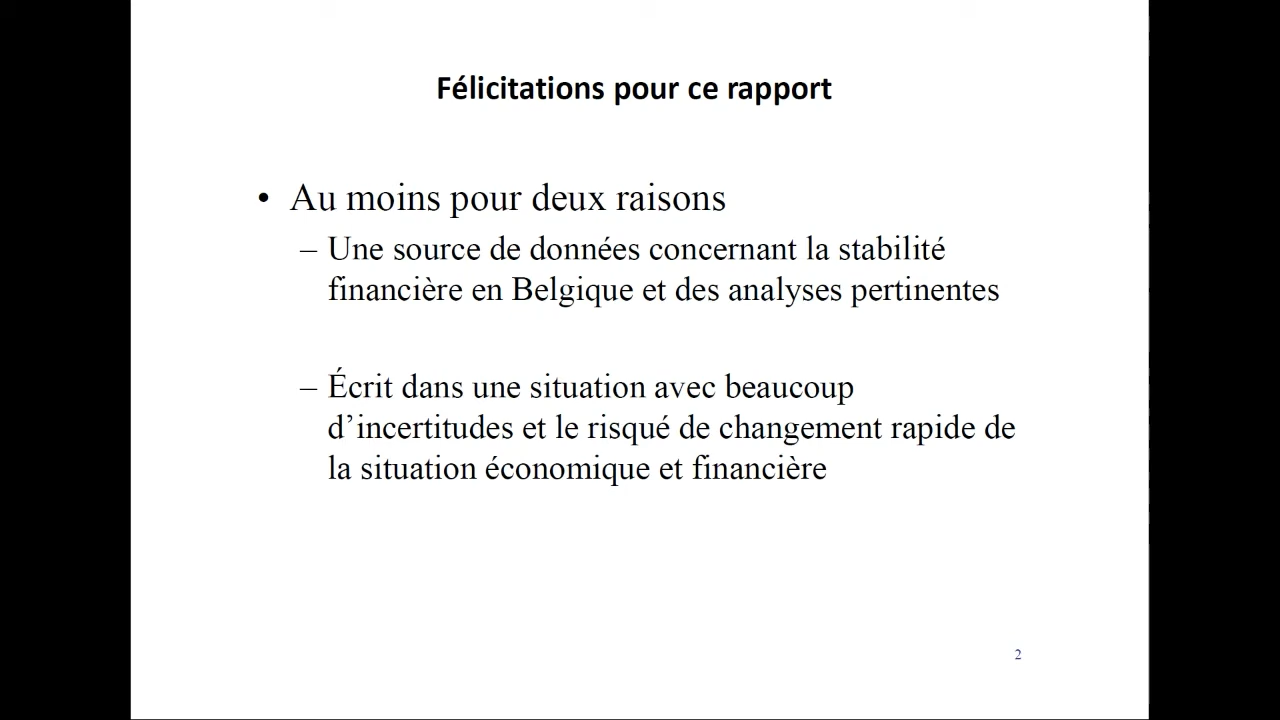 Félicitations pour ce rapport
• Au moins pour deux raisons
– Une source de données concernant la stabilité
financière en Belgique et des analyses pertinentes
– Écrit dans une situation avec beaucoup
d’incertitudes et le risqué de changement rapide de
la situation économique et financière
2